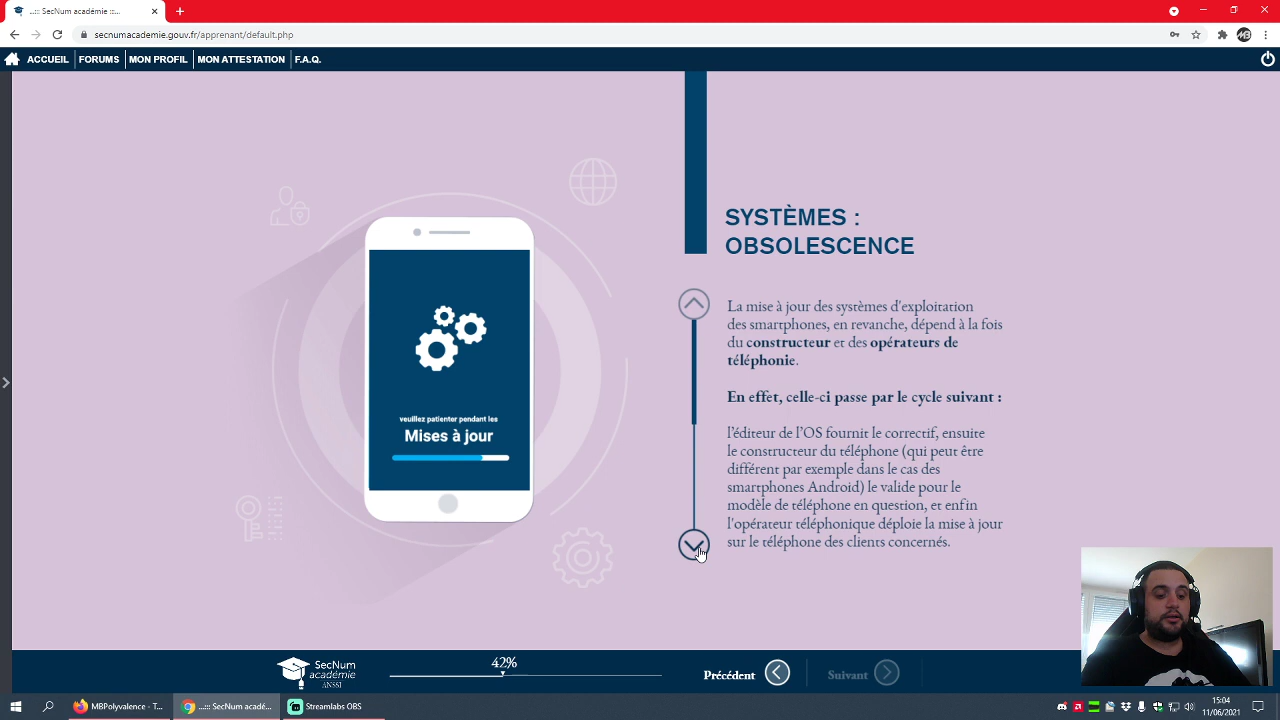 ..::: SecNum académie :::..
secnumacademie.gouv.fr/apprenant/default.php
ACCUEIL FORUMS MON PROFIL MON ATTESTATION F.A.Q.
SYSTÈMES :
OBSOLESCENCE
La mise à jour des systèmes d'exploitation
des smartphones, en revanche, dépend à la fois
du constructeur et des opérateurs de
téléphonie.
En effet, celle-ci passe par le cycle suivant :
l'éditeur de l'OS fournit le correctif, ensuite
le constructeur du téléphone (qui peut être
différent par exemple dans le cas des
smartphones Android) le valide pour le
modèle de téléphone en question, et enfin
l'opérateur téléphonique déploie la mise à jour
sur le téléphone des clients concernés.
veuillez patienter pendant les
Mises à jour
SecNum
académie
ANSSI
42%
Précédent
Suivant
MBPolyvalence - T...
..::: SecNum acadé...
Streamlabs OBS
15:04
11/06/2021